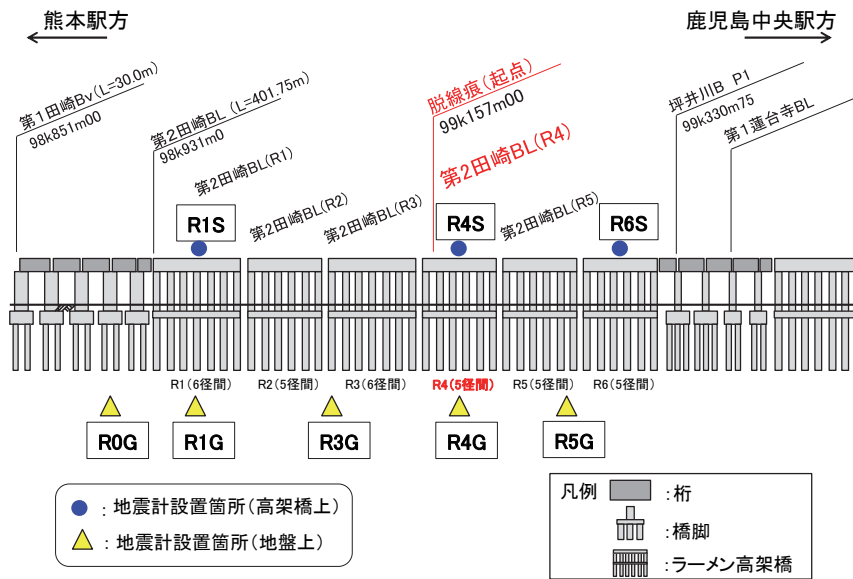 熊本駅方
鹿児島中央駅方
第1田崎Bv(L=30.0m)
98k851m00
第2田崎BL (L=401.75m)
98k931m0
第2田崎BL(R1)
第2田崎BL(R2)
第2田崎BL(R3)
脱線痕(起点)
99k157m00
第2田崎BL(R4)
第2田崎BL(R5)
坪井川B P1
99k330m75
第1蓮台寺BL
R1S
R4S
R6S
R1(6径間)
R2(5径間)
R3(6径間)
R4(5径間)
R5(5径間)
R6(5径間)
R0G
R1G
R3G
R4G
R5G
:地震計設置箇所(高架橋上)
:地震計設置箇所(地盤上)
凡例
:桁
:橋脚
:ラーメン高架橋